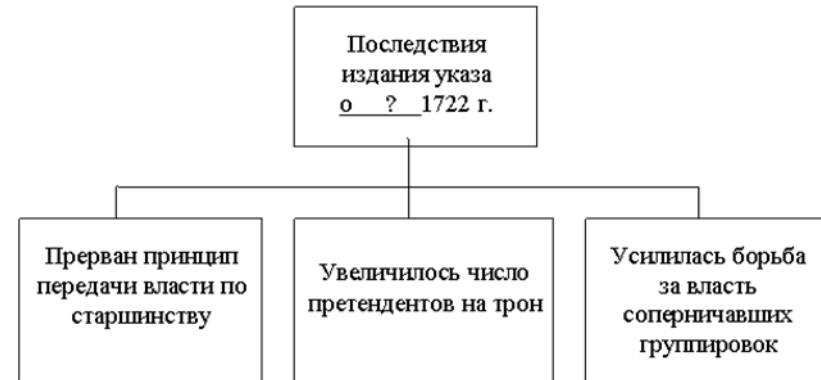 Последствия
издания указа
о ? 1722 г.
Прерван принцип
передачи власти по
старшинству
Увеличилось число
претендентов на трон
Усилилась борьба
за власть
соперничавших
группировок